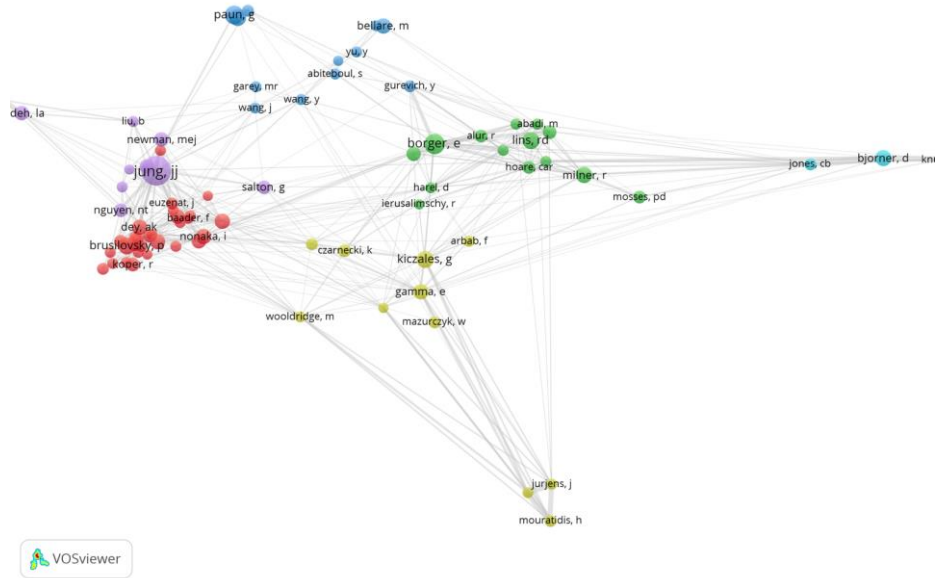 paun, g
bellare, m
yu, y
abiteboul, s
garey, mr
gurevich, y
wang, y
wang, j
deh, la
liu, b
abadi, m
alur, r
newman, mej
borger, e
lins, rd
hoare, car
jones, cb
bjorner, d
knu
jung, jj
milner, r
salton, g
harel, d
mosses, pd
euzenat, j
ierusalimschy, r
nguyen, nt
baader, f
dey, ak
nonaka, i
arbab, f
brusilovsky, p
czarnecki, k
kiczales, g
koper, r
gamma, e
wooldridge, m
mazurczyk, w
jurjens, j
mouratidis, h
VOSviewer